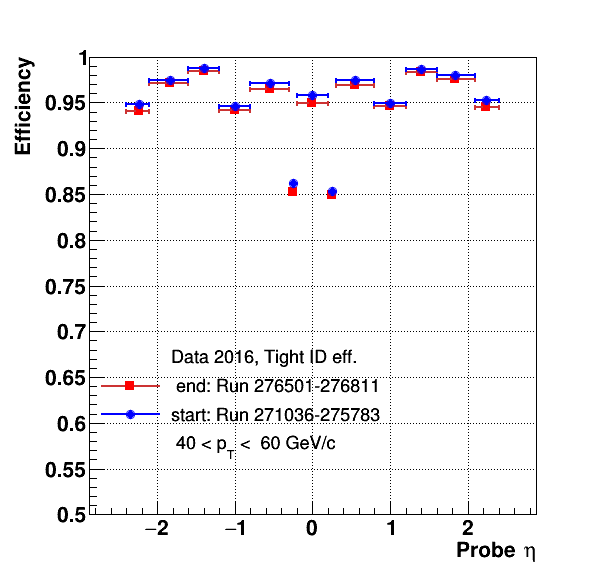 Efficiency
1
0.95
0.9
0.85
0.8
0.75
0.7
0.65
0.6
0.55
0.5
Data 2016, Tight ID eff.
end: Run 276501-276811
start: Run 271036-275783
40 < p_T < 60 GeV/c
−2 −1 0 1 2
Probe η